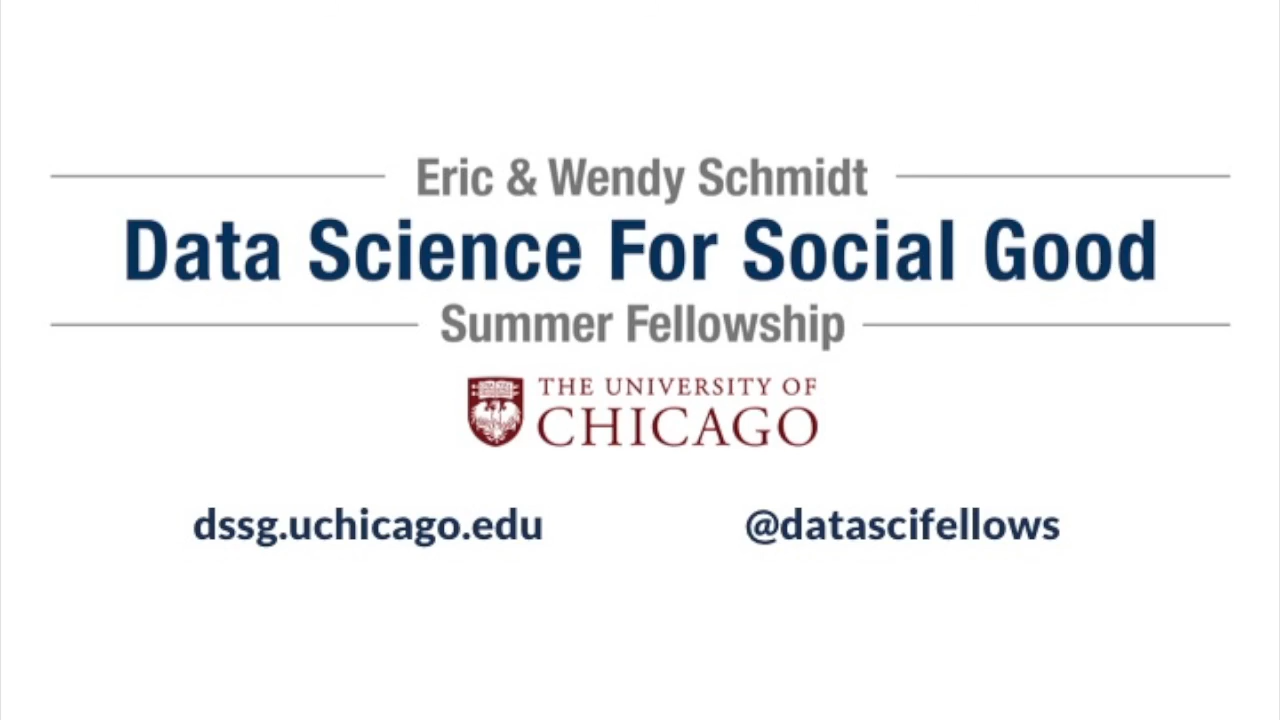 Eric & Wendy Schmidt
Data Science For Social Good
Summer Fellowship
THE UNIVERSITY OF
CHICAGO
dssg.uchicago.edu
@datascifellows